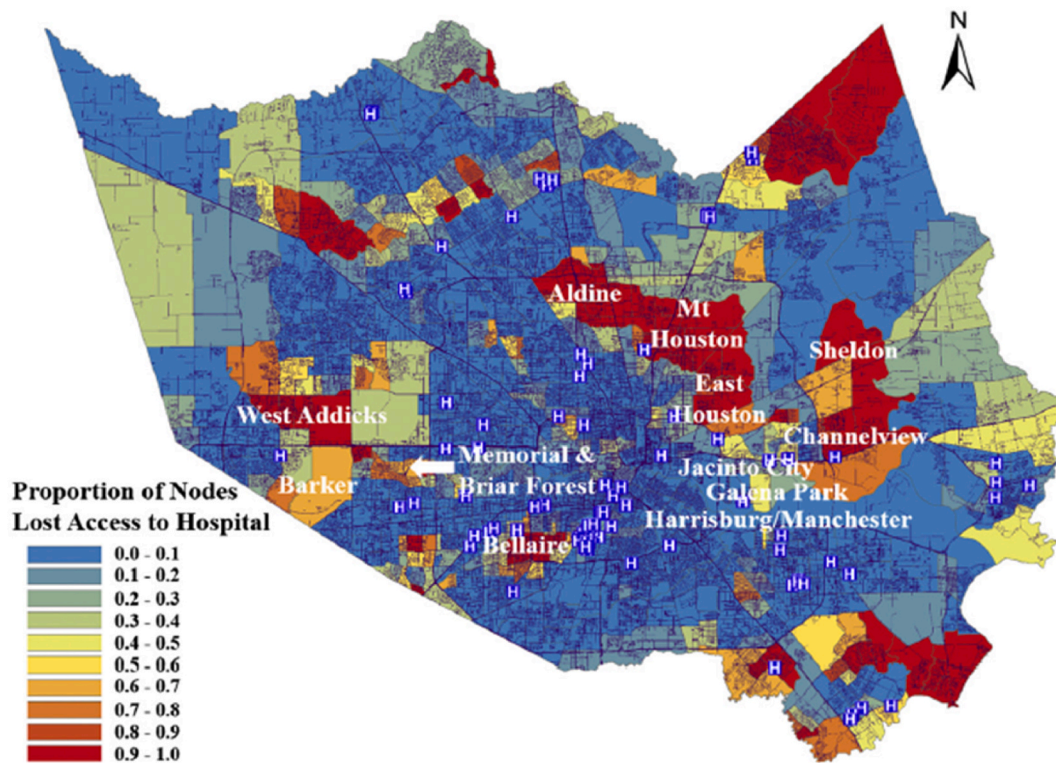 N
Aldine
Mt
Houston
Sheldon
East
Houston
West Addicks
Channelview
Memorial &
Briar Forest
Jacinto City
Galena Park
Barker
Harrisburg/Manchester
Bellaire
Proportion of Nodes
Lost Access to Hospital
0.0 - 0.1
0.1 - 0.2
0.2 - 0.3
0.3 - 0.4
0.4 - 0.5
0.5 - 0.6
0.6 - 0.7
0.7 - 0.8
0.8 - 0.9
0.9 - 1.0